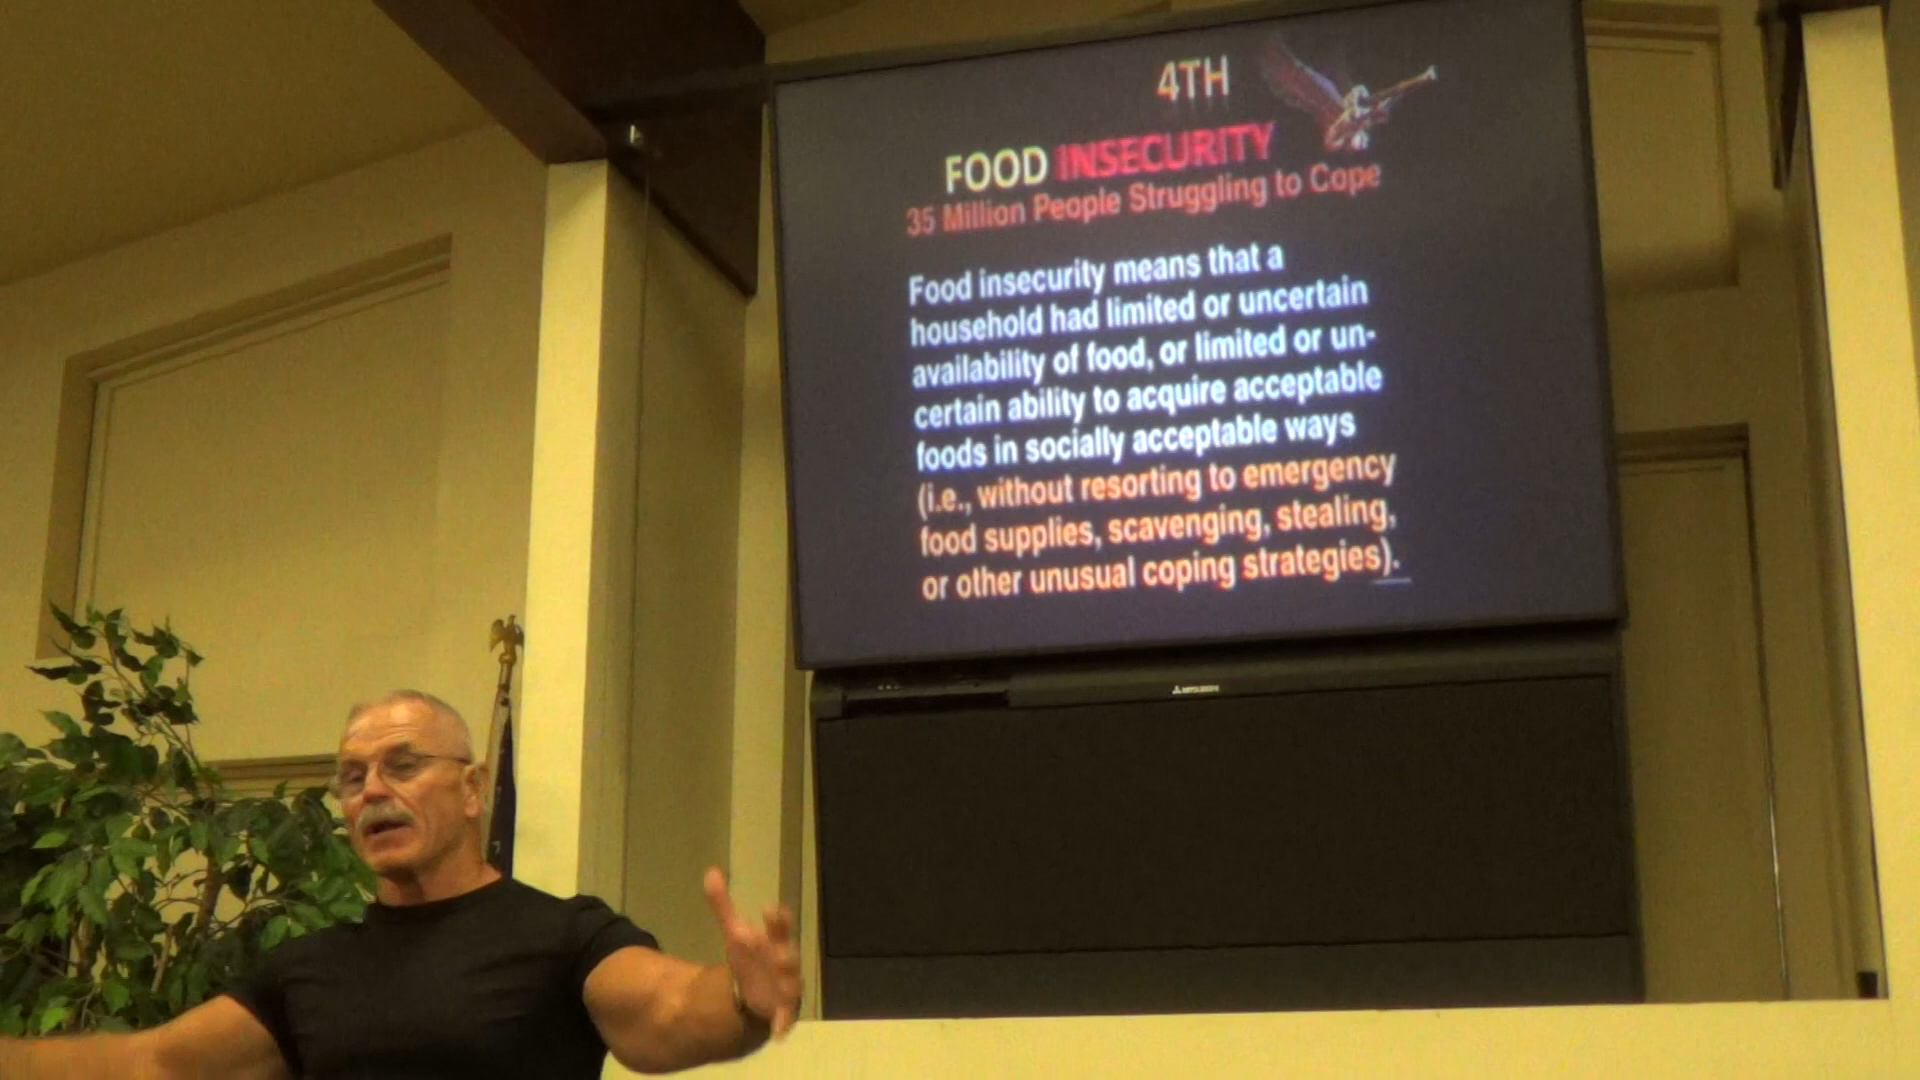 4TH
FOOD INSECURITY
35 Million People Struggling to Cope
Food insecurity means that a
household had limited or uncertain
availability of food, or limited or un-
certain ability to acquire acceptable
foods in socially acceptable ways
(i.e., without resorting to emergency
food supplies, scavenging, stealing,
or other unusual coping strategies).
MITSUBISHI